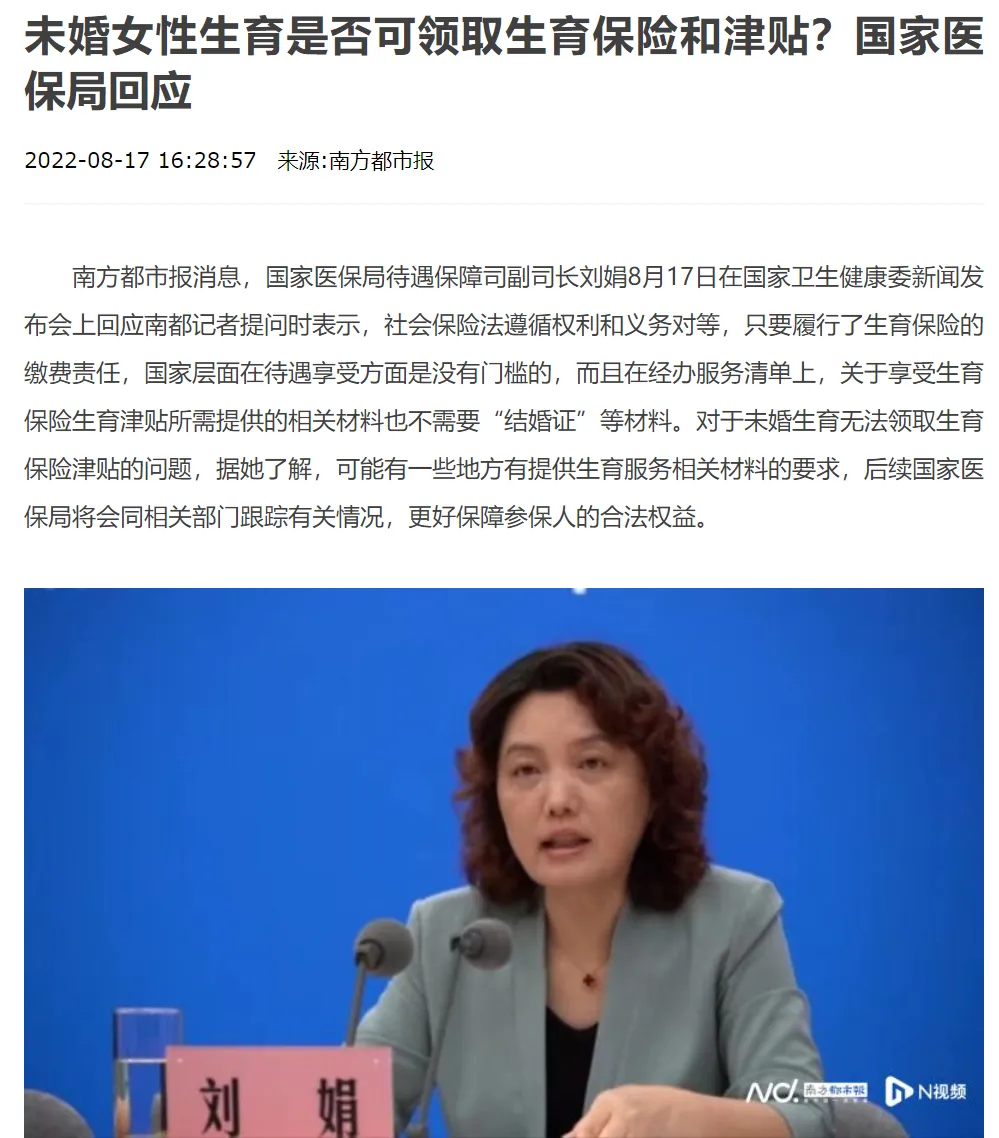 未婚女性生育是否可领取生育保险和津贴？国家医
保局回应
2022-08-17 16:28:57 来源:南方都市报
南方都市报消息，国家医保局待遇保障司副司长刘娟8月17日在国家卫生健康委新闻发
布会上回应南都记者提问时表示，社会保险法遵循权利和义务对等，只要履行了生育保险的
缴费责任，国家层面在待遇享受方面是没有门槛的，而且在经办服务清单上，关于享受生育
保险生育津贴所需提供的相关材料也不需要“结婚证”等材料。对于未婚生育无法领取生育
保险津贴的问题，据她了解，可能有一些地方有提供生育服务相关材料的要求，后续国家医
保局将会同相关部门跟踪有关情况，更好保障参保人的合法权益。
刘 娟
南方都市报
N视频